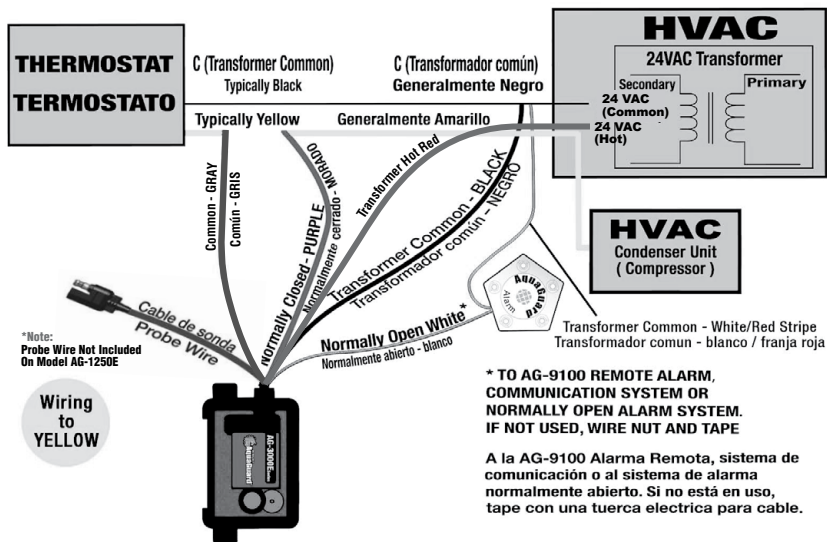 THERMOSTAT
TERMOSTATO
C (Transformer Common)
Typically Black
C (Transformador común)
Generalmente Negro
Typically Yellow
Generalmente Amarillo
HVAC
24VAC Transformer
Secondary
Primary
24 VAC
(Common)
24 VAC
(Hot)
HVAC
Condenser Unit
( Compressor )
Common - GRAY
Común - GRIS
Normally Closed - PURPLE
Normalmente cerrado - MORADO
Transformer Hot Red
Transformer Common - BLACK
Transformador común – NEGRO
Cable de sonda
Probe Wire
*Note:
Probe Wire Not Included
On Model AG-1250E
Wiring
to
YELLOW
Normally Open White*
Normalmente abierto - blanco
AquaGuard
Alarm
Transformer Common - White/Red Stripe
Transformador comun - blanco / franja roja
* TO AG-9100 REMOTE ALARM,
COMMUNICATION SYSTEM OR
NORMALLY OPEN ALARM SYSTEM.
IF NOT USED, WIRE NUT AND TAPE
A la AG-9100 Alarma Remota, sistema de
comunicación o al sistema de alarma
normalmente abierto. Si no está en uso,
tape con una tuerca electrica para cable.
AG-3000E
AquaGuard